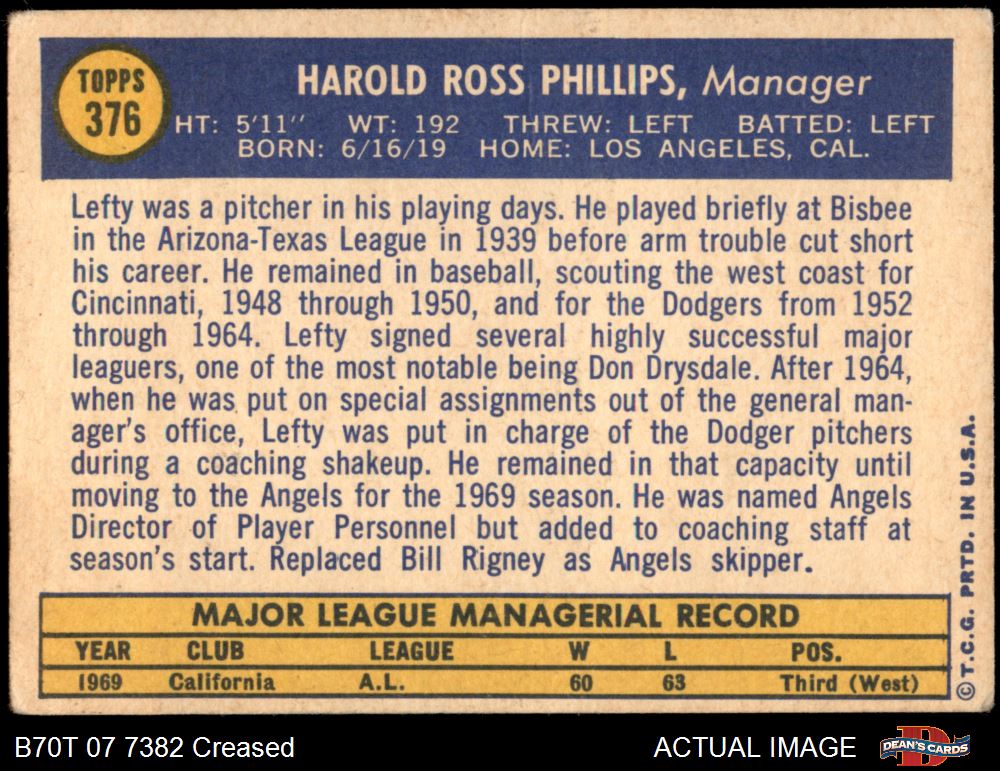 TOPPS
376
HAROLD ROSS PHILLIPS, Manager
HT: 5'11" WT: 192 THREW: LEFT BATTED: LEFT
BORN: 6/16/19 HOME: LOS ANGELES, CAL.
Lefty was a pitcher in his playing days. He played briefly at Bisbee
in the Arizona-Texas League in 1939 before arm trouble cut short
his career. He remained in baseball, scouting the west coast for
Cincinnati, 1948 through 1950, and for the Dodgers from 1952
through 1964. Lefty signed several highly successful major
leaguers, one of the most notable being Don Drysdale. After 1964,
when he was put on special assignments out of the general man-
ager's office, Lefty was put in charge of the Dodger pitchers
during a coaching shakeup. He remained in that capacity until
moving to the Angels for the 1969 season. He was named Angels
Director of Player Personnel but added to coaching staff at
season's start. Replaced Bill Rigney as Angels skipper.
MAJOR LEAGUE MANAGERIAL RECORD
YEAR CLUB LEAGUE W L POS.
1969 California A.L. 60 63 Third (West)
© T.C.G. PRTD. IN U.S.A.
B70T 07 7382 Creased
ACTUAL IMAGE
D
DEAN'S CARDS